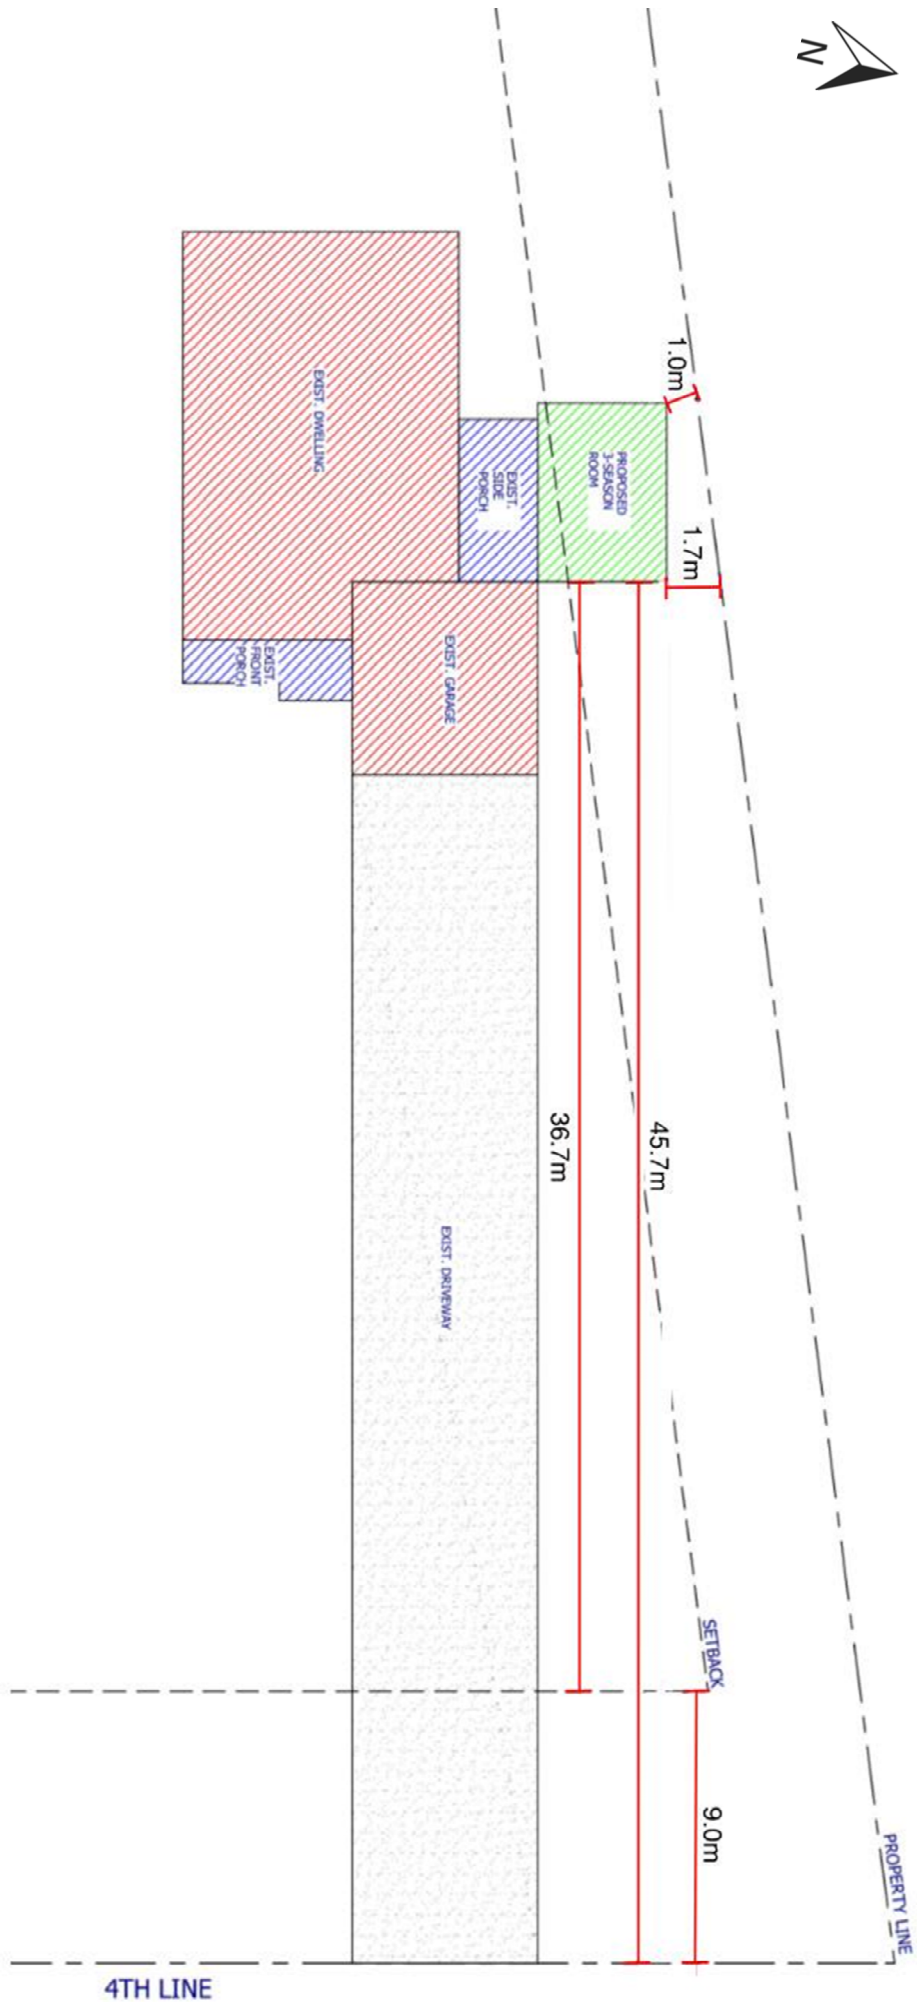 N
1.0m
EXIST. DWELLING
PROPOSED
3-SEASON
ROOM
EXIST.
SIDE
PORCH
1.7m
EXIST.
FRONT
PORCH
EXIST. GARAGE
36.7m
45.7m
EXIST. DRIVEWAY
SETBACK
9.0m
PROPERTY LINE
4TH LINE